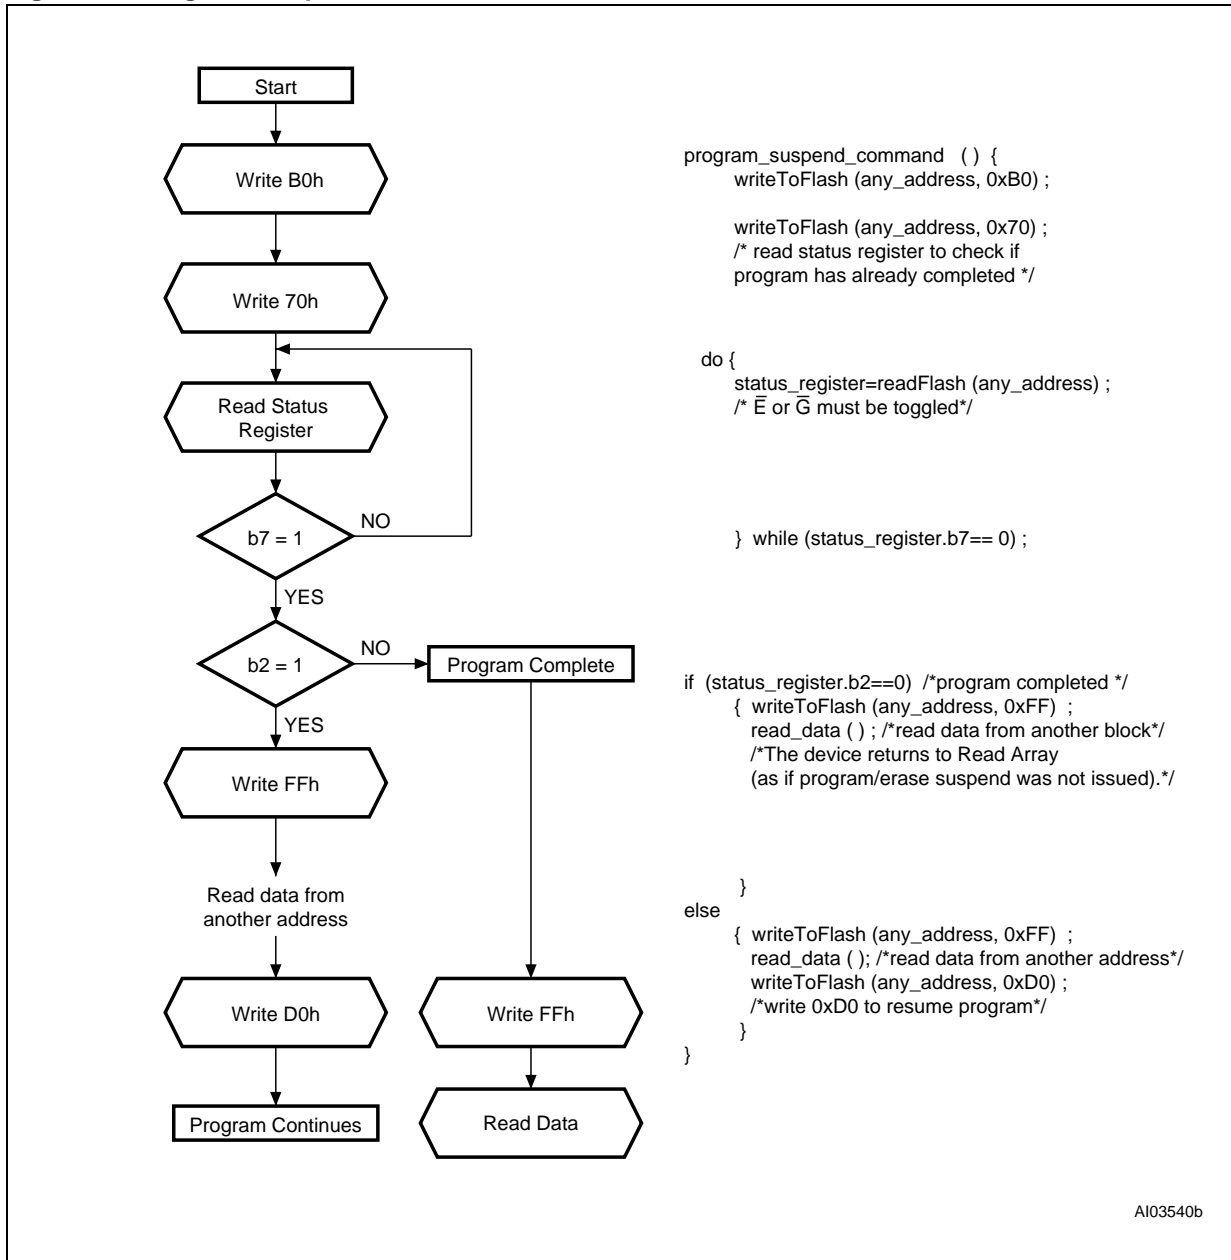 Start
Write B0h
Write 70h
Read Status
Register
b7 = 1
NO
YES
b2 = 1
NO
Program Complete
YES
Write FFh
Read data from
another address
Write D0h
Write FFh
Program Continues
Read Data
program_suspend_command ( ) {
writeToFlash (any_address, 0xB0) ;
writeToFlash (any_address, 0x70) ;
/* read status register to check if
program has already completed */
do {
status_register=readFlash (any_address) ;
/* E̅ or G̅ must be toggled*/
} while (status_register.b7== 0) ;
if (status_register.b2==0) /*program completed */
{ writeToFlash (any_address, 0xFF) ;
read_data ( ) ; /*read data from another block*/
/*The device returns to Read Array
(as if program/erase suspend was not issued).*/
}
else
{ writeToFlash (any_address, 0xFF) ;
read_data ( ); /*read data from another address*/
writeToFlash (any_address, 0xD0) ;
/*write 0xD0 to resume program*/
}
}
AI03540b